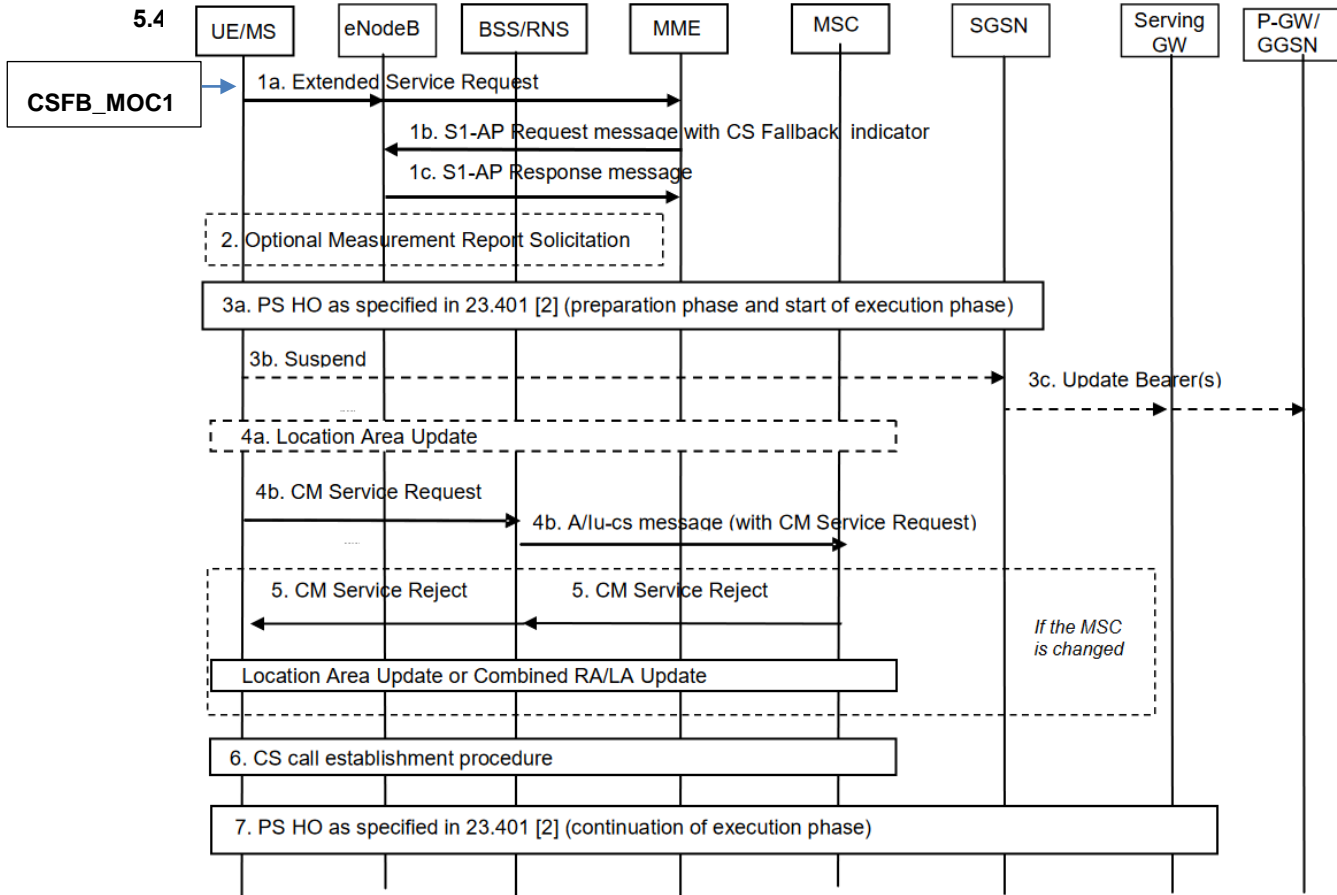 5.4
UE/MS
eNodeB
BSS/RNS
MME
MSC
SGSN
Serving
GW
P-GW/
GGSN
CSFB_MOC1
1a. Extended Service Request
1b. S1-AP Request message with CS Fallback indicator
1c. S1-AP Response message
2. Optional Measurement Report Solicitation
3a. PS HO as specified in 23.401 [2] (preparation phase and start of execution phase)
3b. Suspend
3c. Update Bearer(s)
4a. Location Area Update
4b. CM Service Request
4b. A/Iu-cs message (with CM Service Request)
5. CM Service Reject
5. CM Service Reject
If the MSC
is changed
Location Area Update or Combined RA/LA Update
6. CS call establishment procedure
7. PS HO as specified in 23.401 [2] (continuation of execution phase)